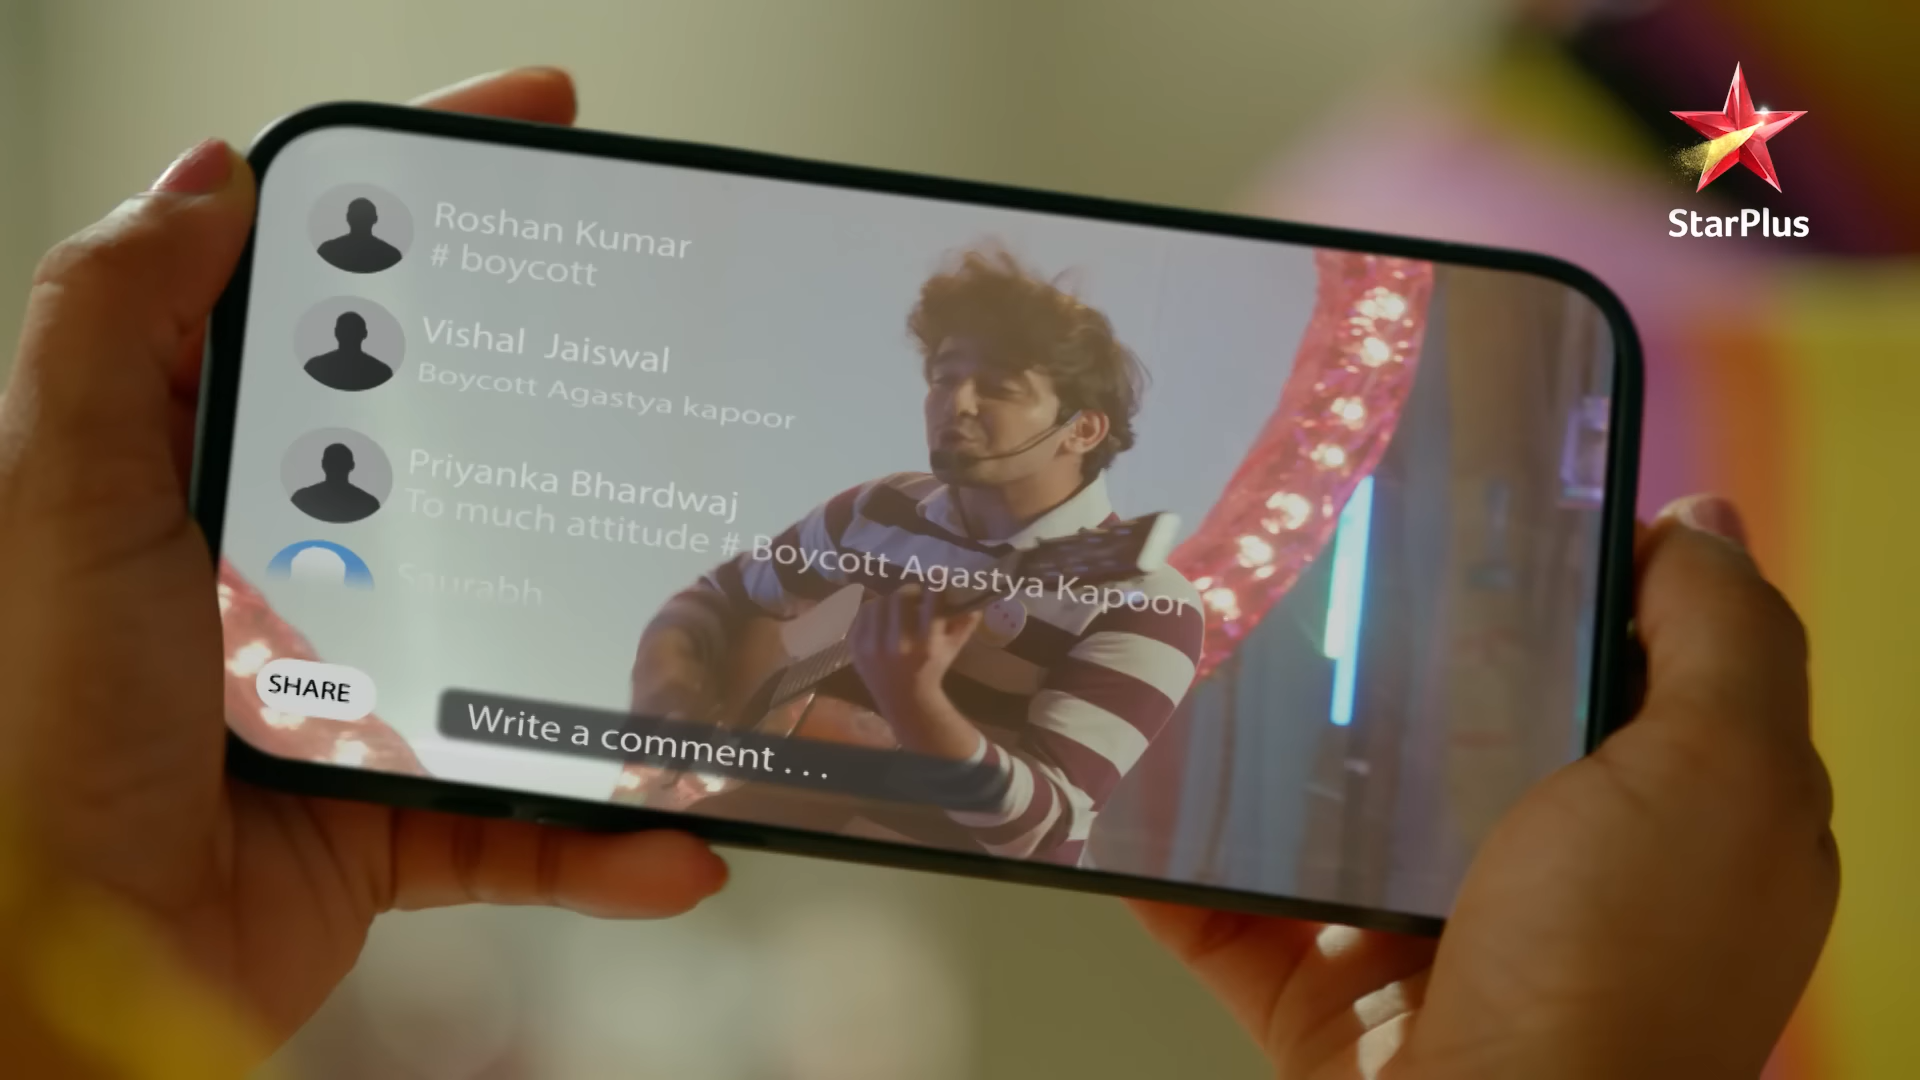 StarPlus
Roshan Kumar
# boycott
Vishal Jaiswal
Boycott Agastya kapoor
Priyanka Bhardwaj
To much attitude # Boycott Agastya Kapoor
Saurabh
SHARE
Write a comment . . .